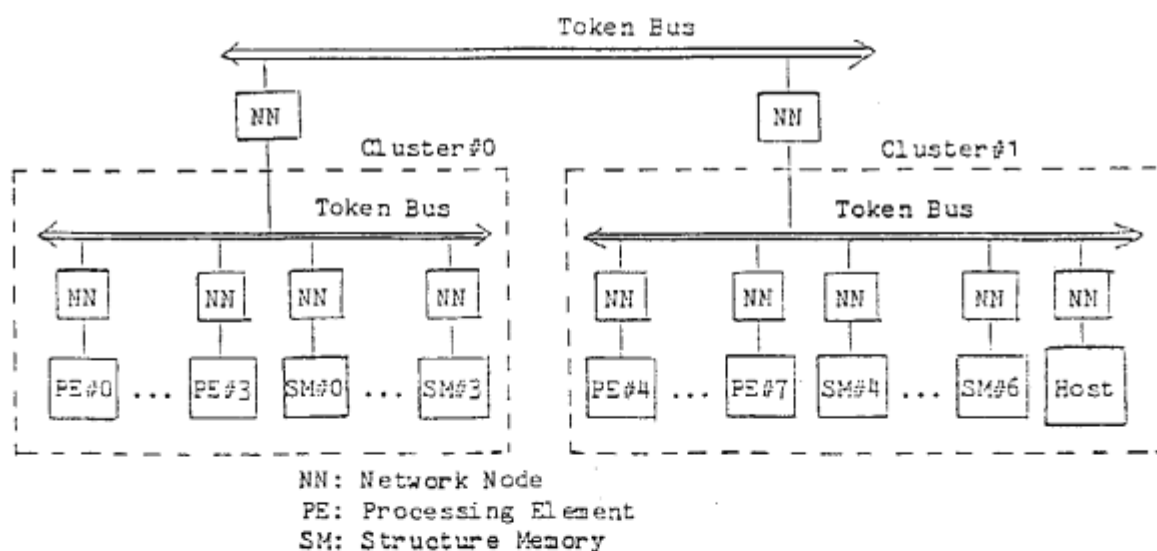 Token Bus
NN NN
Cluster#0 Cluster#1
Token Bus Token Bus
NN NN NN NN NN NN NN NN NN
PE#0 ... PE#3 SM#0 ... SM#3 PE#4 ... PE#7 SM#4 ... SM#6 Host
NN: Network Node
PE: Processing Element
SM: Structure Memory